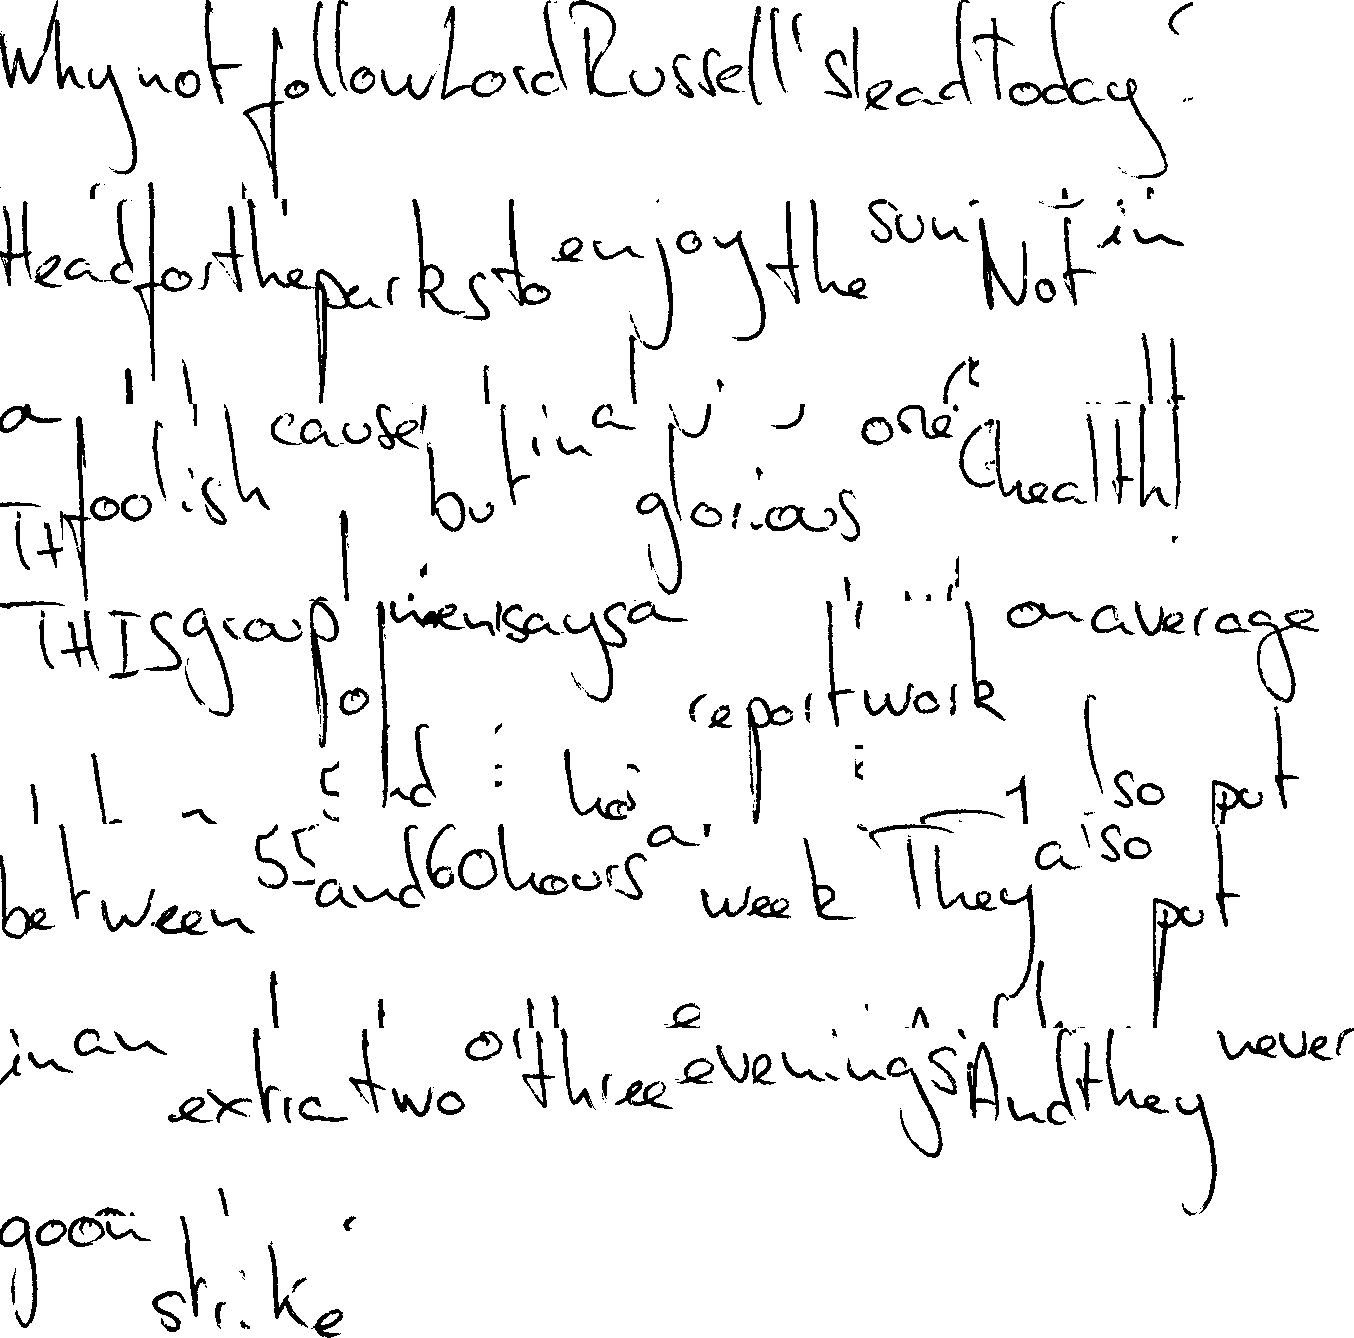 Why not follow Lord Russell's lead today?
Head for the parks to enjoy the sun. Not in
a foolish cause but in a glorious one (health!
THIS group of men says a report work on average
between 55 and 60 hours a week. They also put
in an extra two or three evenings. And they never
go on strike